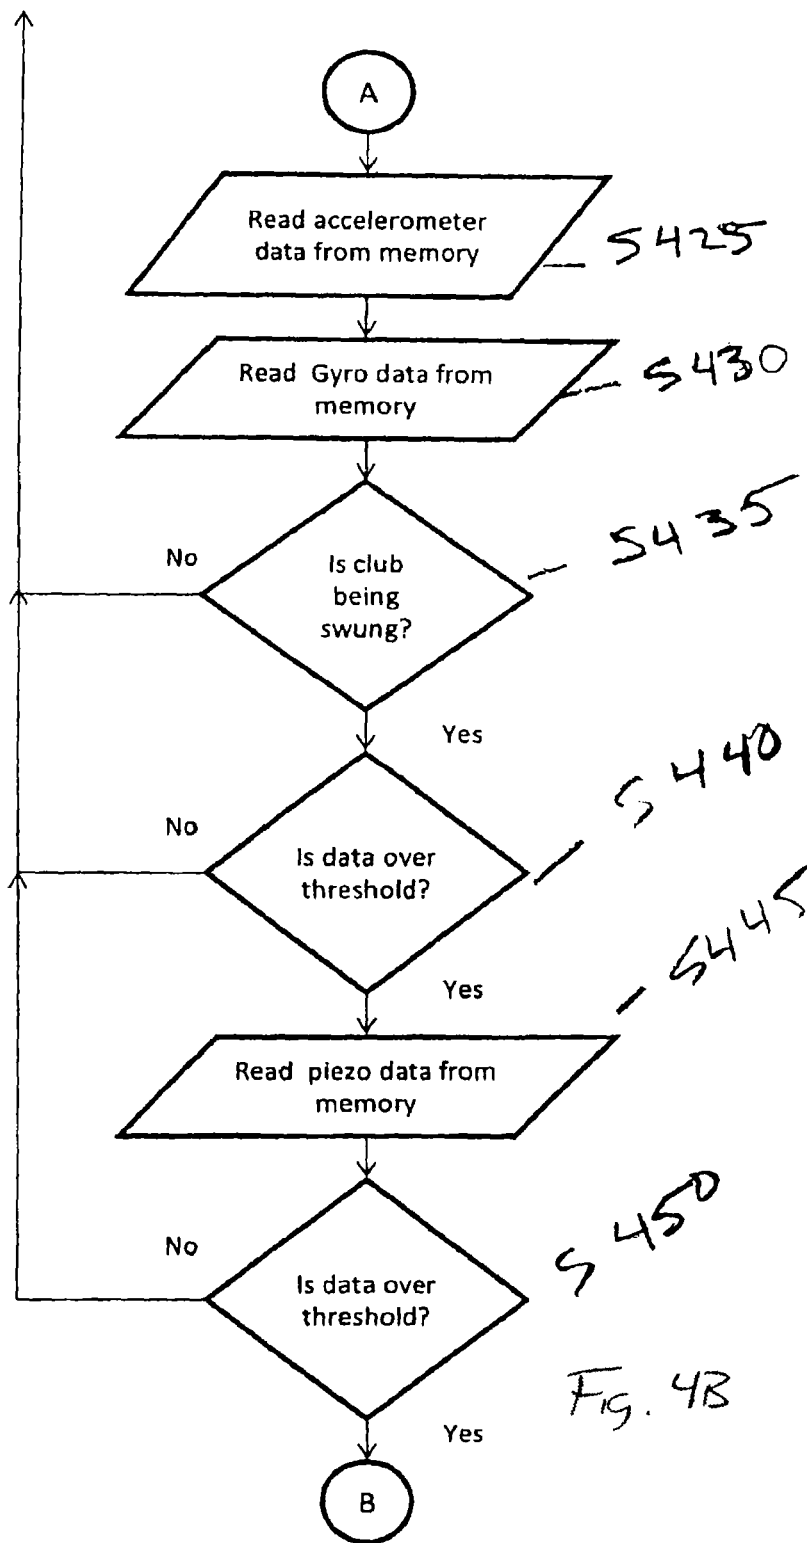 A
Read accelerometer
data from memory
S425
Read Gyro data from
memory
S430
No
Is club
being
swung?
S435
Yes
S440
No
Is data over
threshold?
S445
Yes
Read piezo data from
memory
S450
No
Is data over
threshold?
Fig. 4B
Yes
B